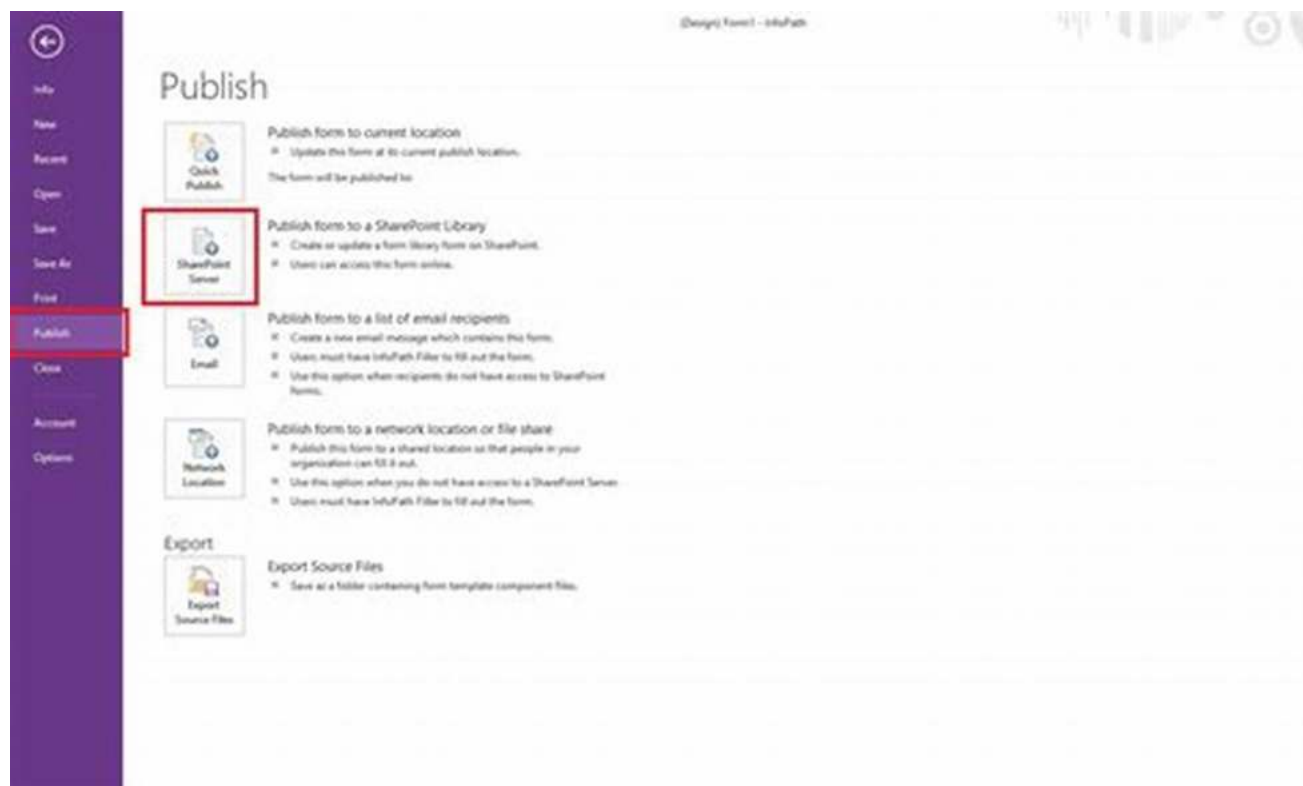 (Design) Form1 - InfoPath
Info
New
Recent
Open
Save
Save As
Print
Publish
Close
Account
Options
Publish
Quick
Publish
Publish form to current location
Update this form at its current publish location.
The form will be published to:
SharePoint
Server
Publish form to a SharePoint Library
Create or update a form library form on SharePoint.
Users can access this form online.
Email
Publish form to a list of email recipients
Create a new email message which contains this form.
Users must have InfoPath Filler to fill out the form.
Use this option when recipients do not have access to SharePoint
forms.
Network
Location
Publish form to a network location or file share
Publish this form to a shared location so that people in your
organization can fill it out.
Use this option when you do not have access to a SharePoint Server.
Users must have InfoPath Filler to fill out the form.
Export
Export
Source Files
Export Source Files
Save as a folder containing form template component files.